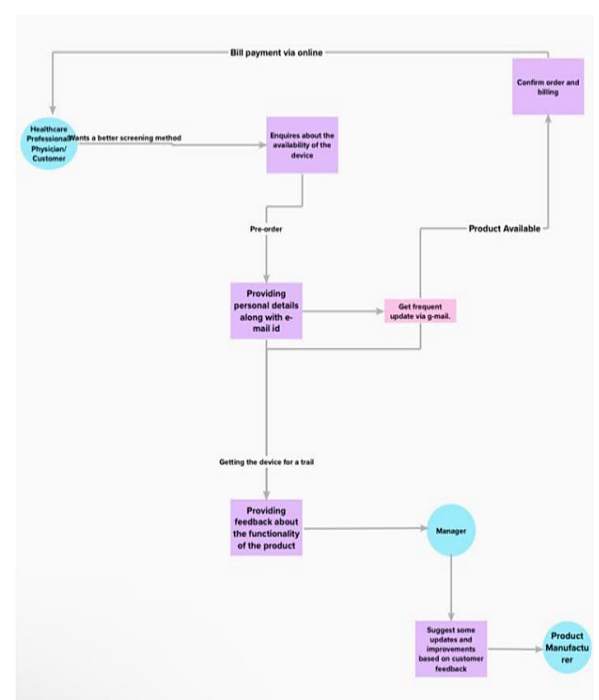 Bill payment via online
Confirm order and
billing
Healthcare
Professional/
Physician/
Customer
Wants a better screening method
Enquires about the
availability of the
device
Pre-order
Product Available
Providing
personal details
along with e-
mail id
Get frequent
update via g-mail.
Getting the device for a trail
Providing
feedback about
the functionality
of the product
Manager
Suggest some
updates and
improvements
based on customer
feedback
Product
Manufactu
rer